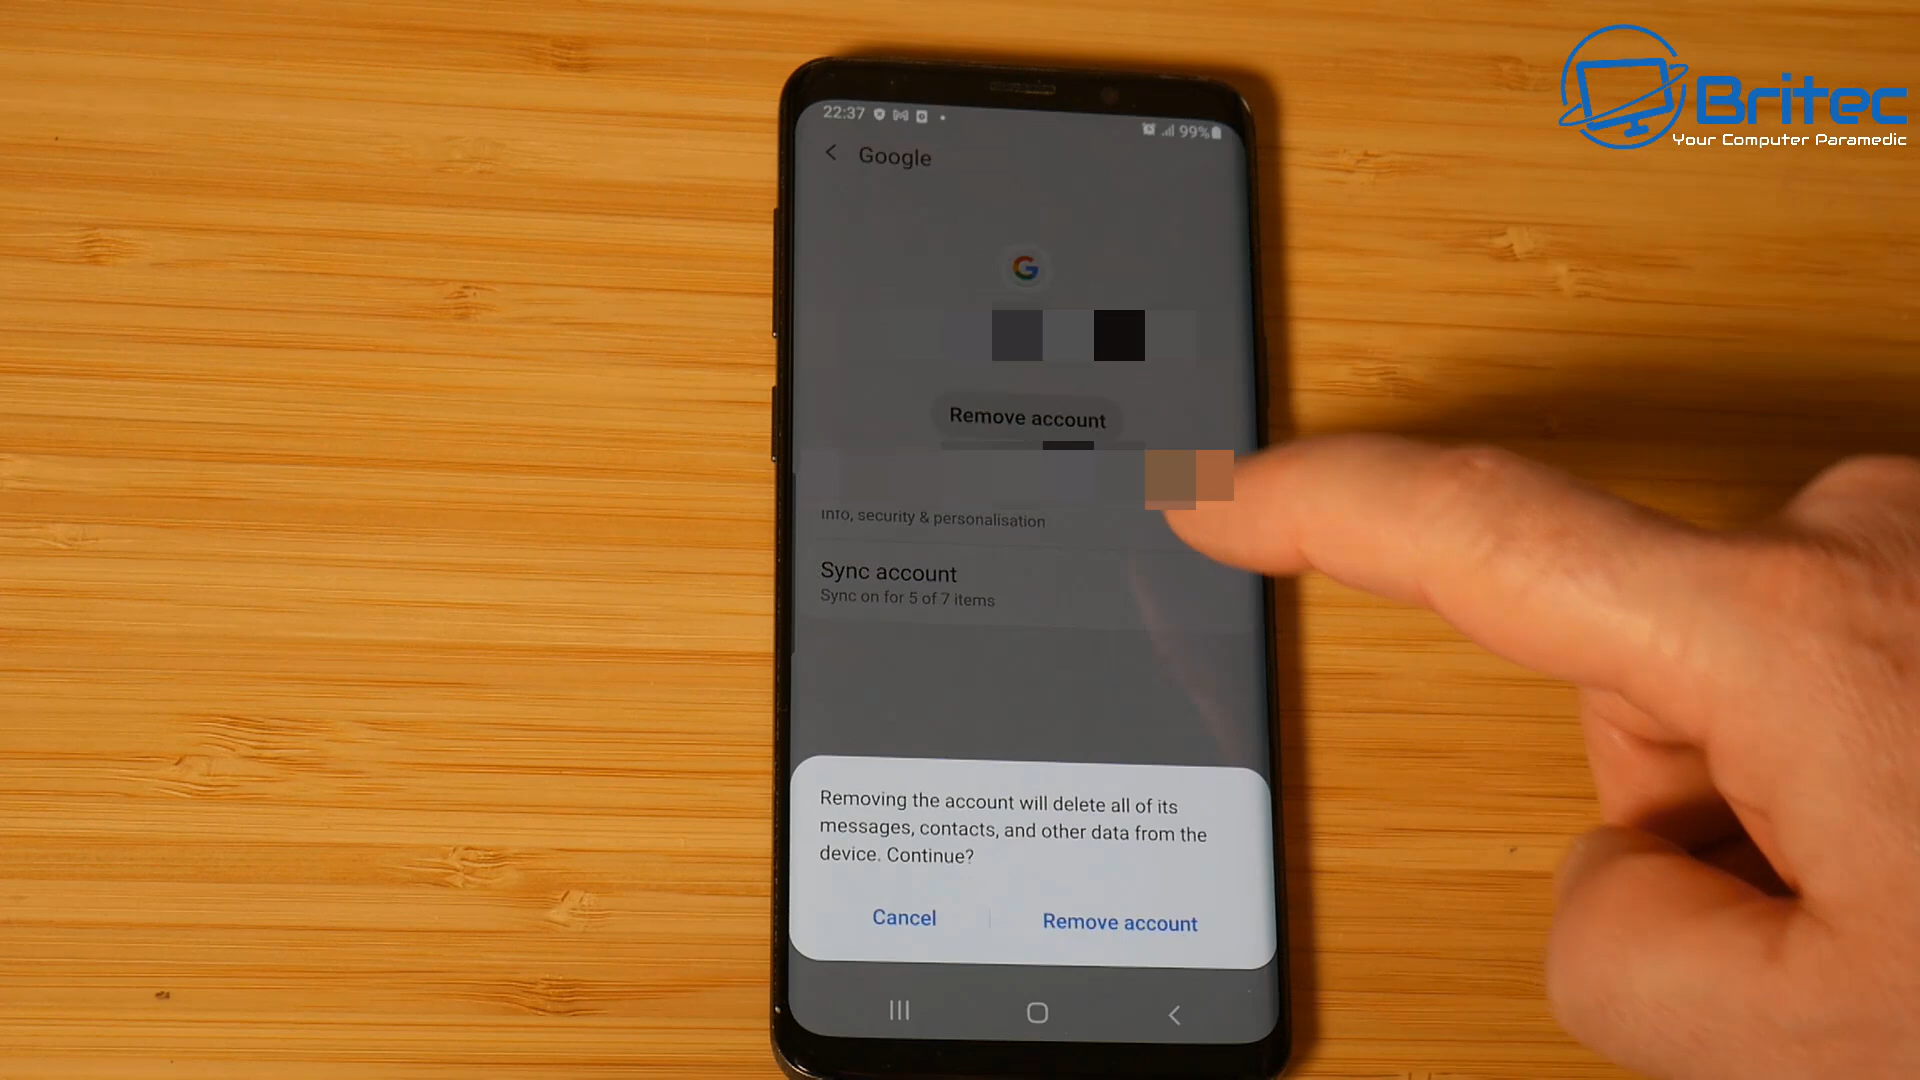 Britec
Your Computer Paramedic
22:37
99%
Google
Remove account
Info, security & personalisation
Sync account
Sync on for 5 of 7 items
Removing the account will delete all of its
messages, contacts, and other data from the
device. Continue?
Cancel
Remove account